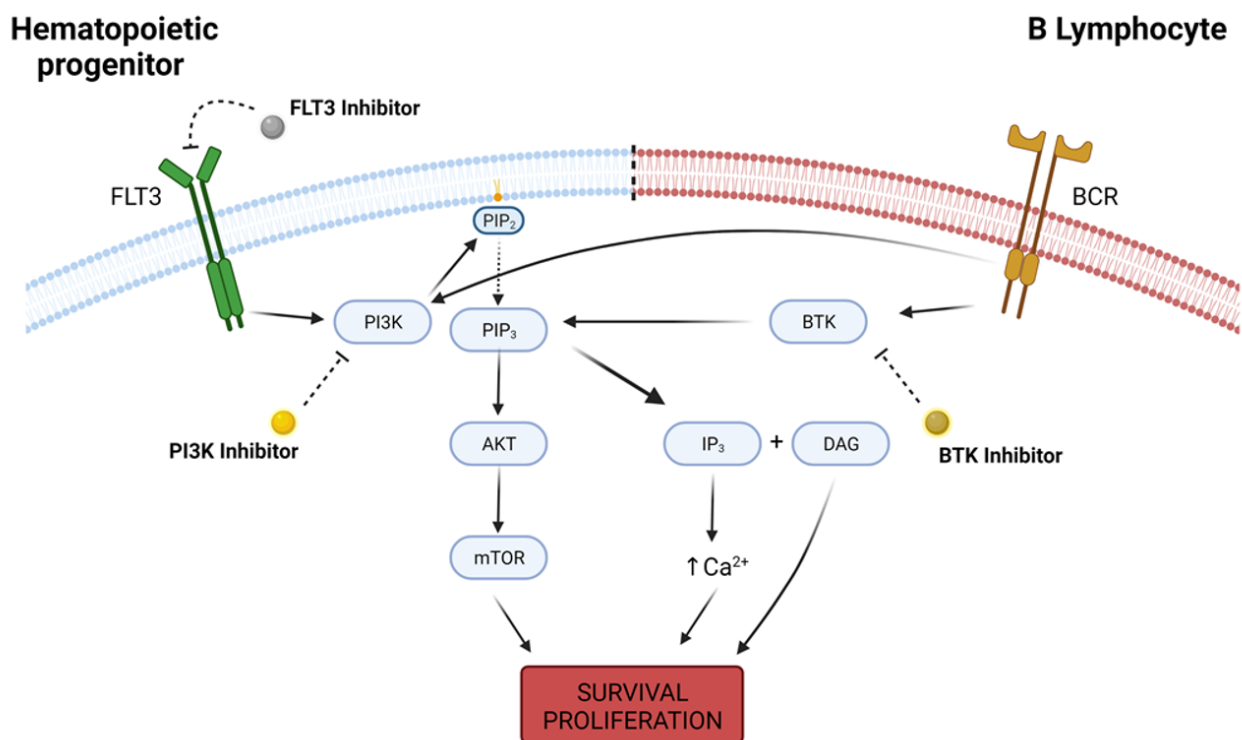 Hematopoietic
progenitor
B Lymphocyte
FLT3 Inhibitor
FLT3
BCR
PIP₂
PI3K
PIP₃
BTK
PI3K Inhibitor
AKT
IP₃ + DAG
BTK Inhibitor
mTOR
↑Ca²⁺
SURVIVAL
PROLIFERATION